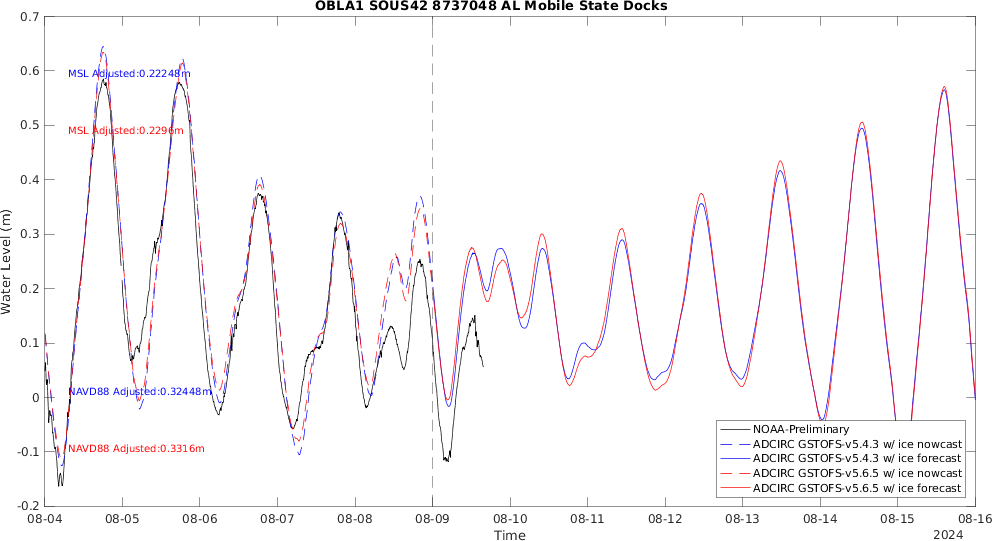 OBLA1 SOUS42 8737048 AL Mobile State Docks
Water Level (m)
0.7
0.6
0.5
0.4
0.3
0.2
0.1
0
-0.1
-0.2
MSL Adjusted:0.22248m
MSL Adjusted:0.2296m
NAVD88 Adjusted:0.32448m
NAVD88 Adjusted:0.3316m
NOAA-Preliminary
ADCIRC GSTOFS-v5.4.3 w/ ice nowcast
ADCIRC GSTOFS-v5.4.3 w/ ice forecast
ADCIRC GSTOFS-v5.6.5 w/ ice nowcast
ADCIRC GSTOFS-v5.6.5 w/ ice forecast
08-04 08-05 08-06 08-07 08-08 08-09 08-10 08-11 08-12 08-13 08-14 08-15 08-16
Time
2024